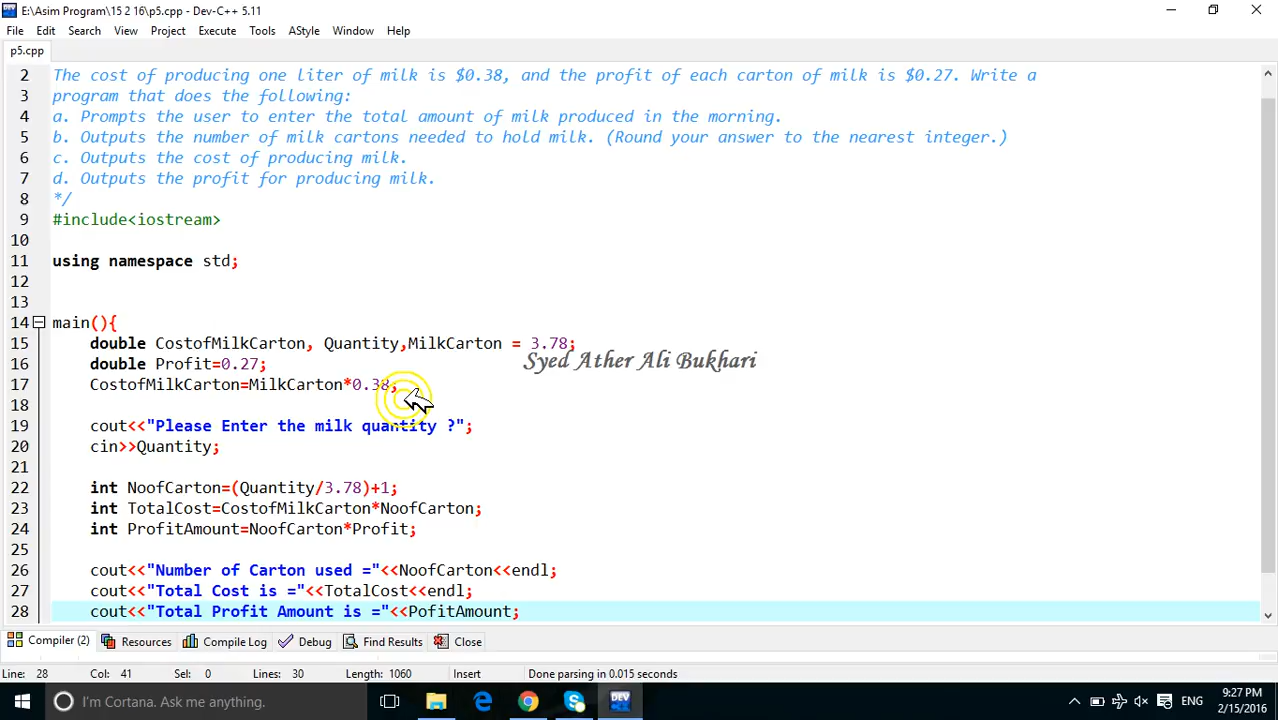 E:\Asim Program\15 2 16\p5.cpp - Dev-C++ 5.11
File Edit Search View Project Execute Tools AStyle Window Help
p5.cpp
2 The cost of producing one liter of milk is $0.38, and the profit of each carton of milk is $0.27. Write a
3 program that does the following:
4 a. Prompts the user to enter the total amount of milk produced in the morning.
5 b. Outputs the number of milk cartons needed to hold milk. (Round your answer to the nearest integer.)
6 c. Outputs the cost of producing milk.
7 d. Outputs the profit for producing milk.
8 */
9 #include<iostream>
10
11 using namespace std;
12
13
14 main(){
15 double CostofMilkCarton, Quantity,MilkCarton = 3.78;
16 double Profit=0.27;
Syed Ather Ali Bukhari
17 CostofMilkCarton=MilkCarton*0.38;
18
19 cout<<"Please Enter the milk quantity ?";
20 cin>>Quantity;
21
22 int NoofCarton=(Quantity/3.78)+1;
23 int TotalCost=CostofMilkCarton*NoofCarton;
24 int ProfitAmount=NoofCarton*Profit;
25
26 cout<<"Number of Carton used ="<<NoofCarton<<endl;
27 cout<<"Total Cost is ="<<TotalCost<<endl;
28 cout<<"Total Profit Amount is ="<<PofitAmount;
Compiler (2) Resources Compile Log Debug Find Results Close
Line: 28 Col: 41 Sel: 0 Lines: 30 Length: 1060 Insert Done parsing in 0.015 seconds
I'm Cortana. Ask me anything. DEV ENG 9:27 PM
2/15/2016